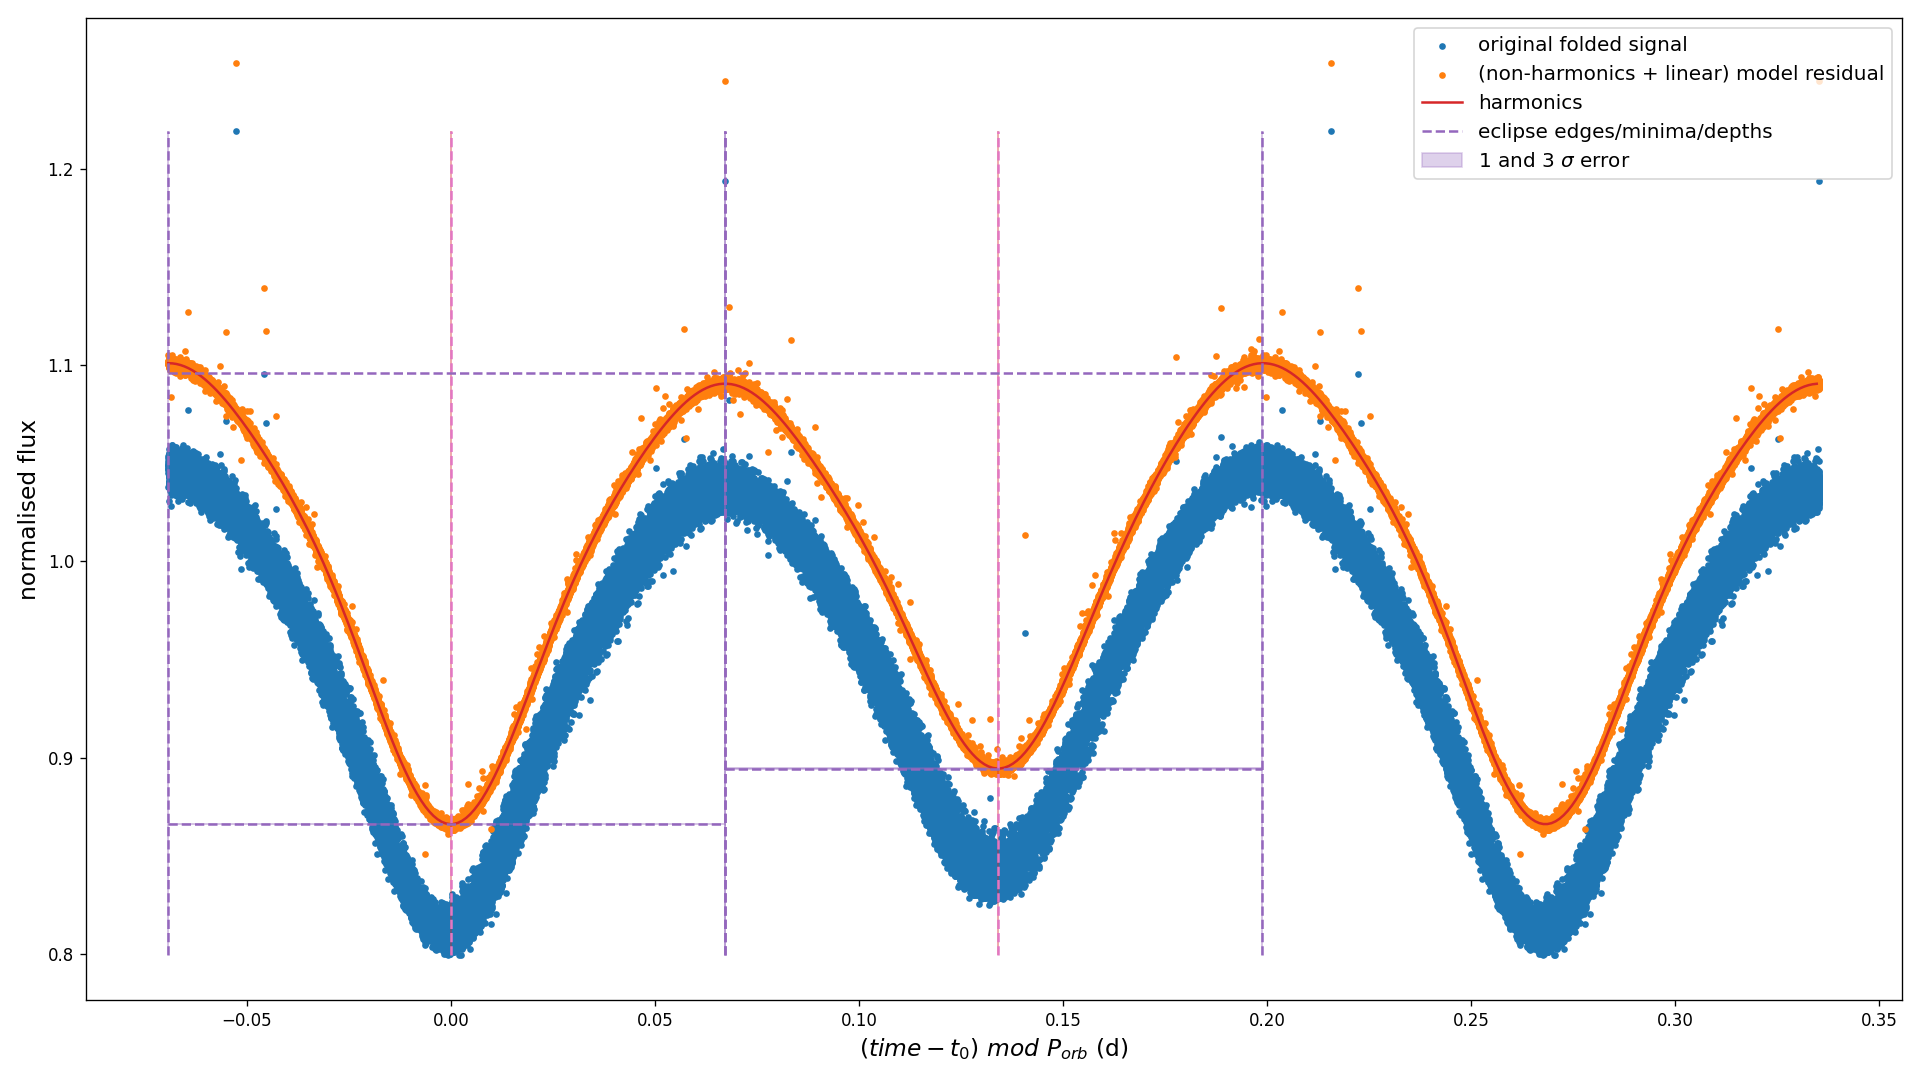 original folded signal
(non-harmonics + linear) model residual
harmonics
eclipse edges/minima/depths
1 and 3 σ error
normalised flux
1.2
1.1
1.0
0.9
0.8
−0.05 0.00 0.05 0.10 0.15 0.20 0.25 0.30 0.35
(time − t₀) mod Pₒᵣb (d)